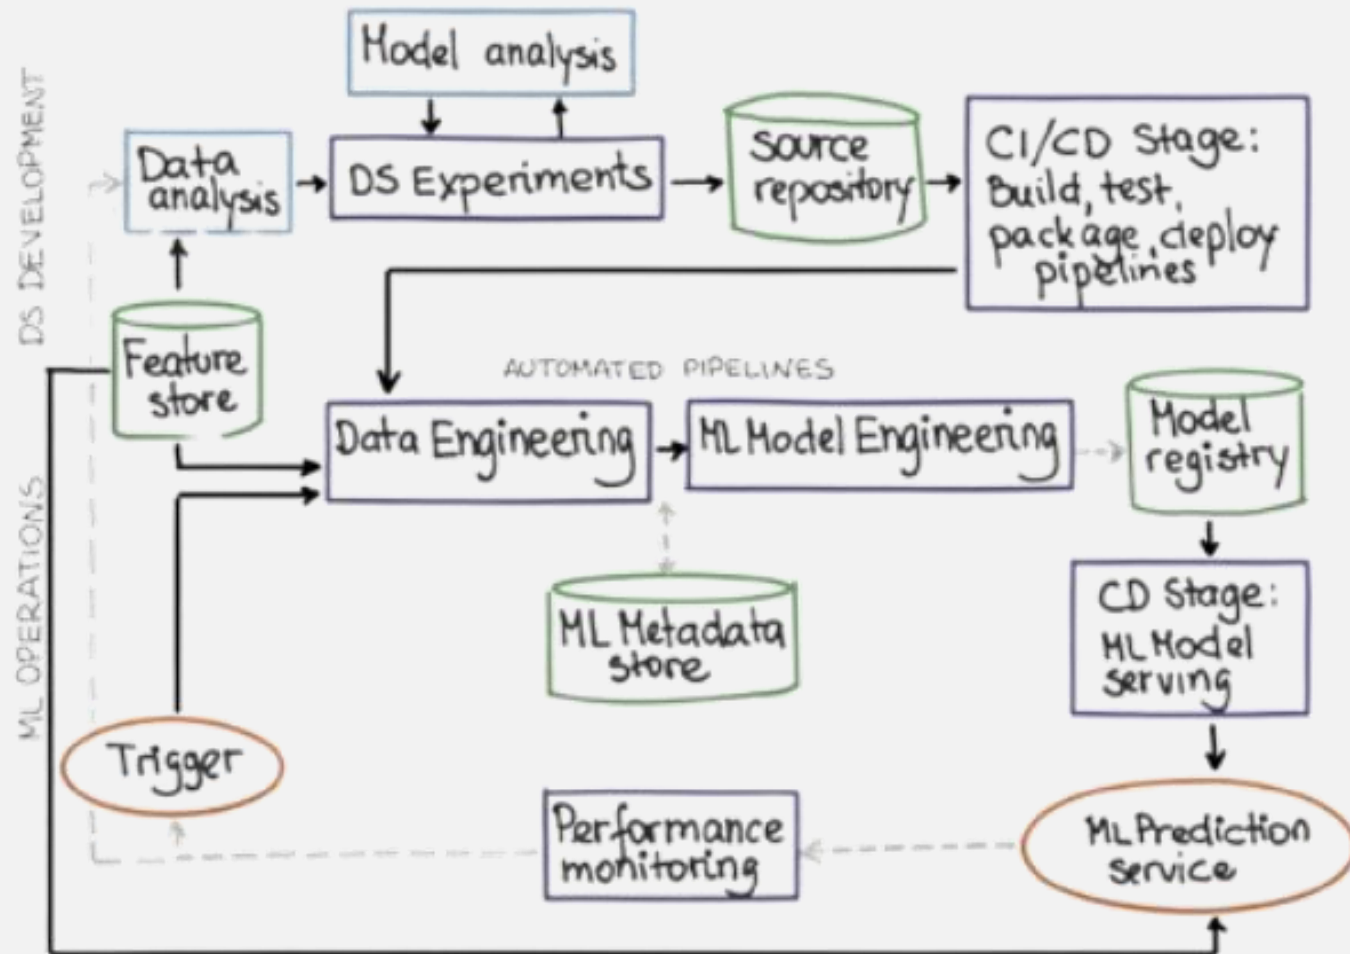 DS DEVELOPMENT
Model analysis
Data
analysis
DS Experiments
source
repository
CI/CD Stage:
Build, test,
package, deploy
pipelines
Feature
store
AUTOMATED PIPELINES
Data Engineering
ML Model Engineering
Model
registry
ML OPERATIONS
ML Metadata
store
CD Stage:
ML Model
serving
Trigger
Performance
monitoring
ML Prediction
service